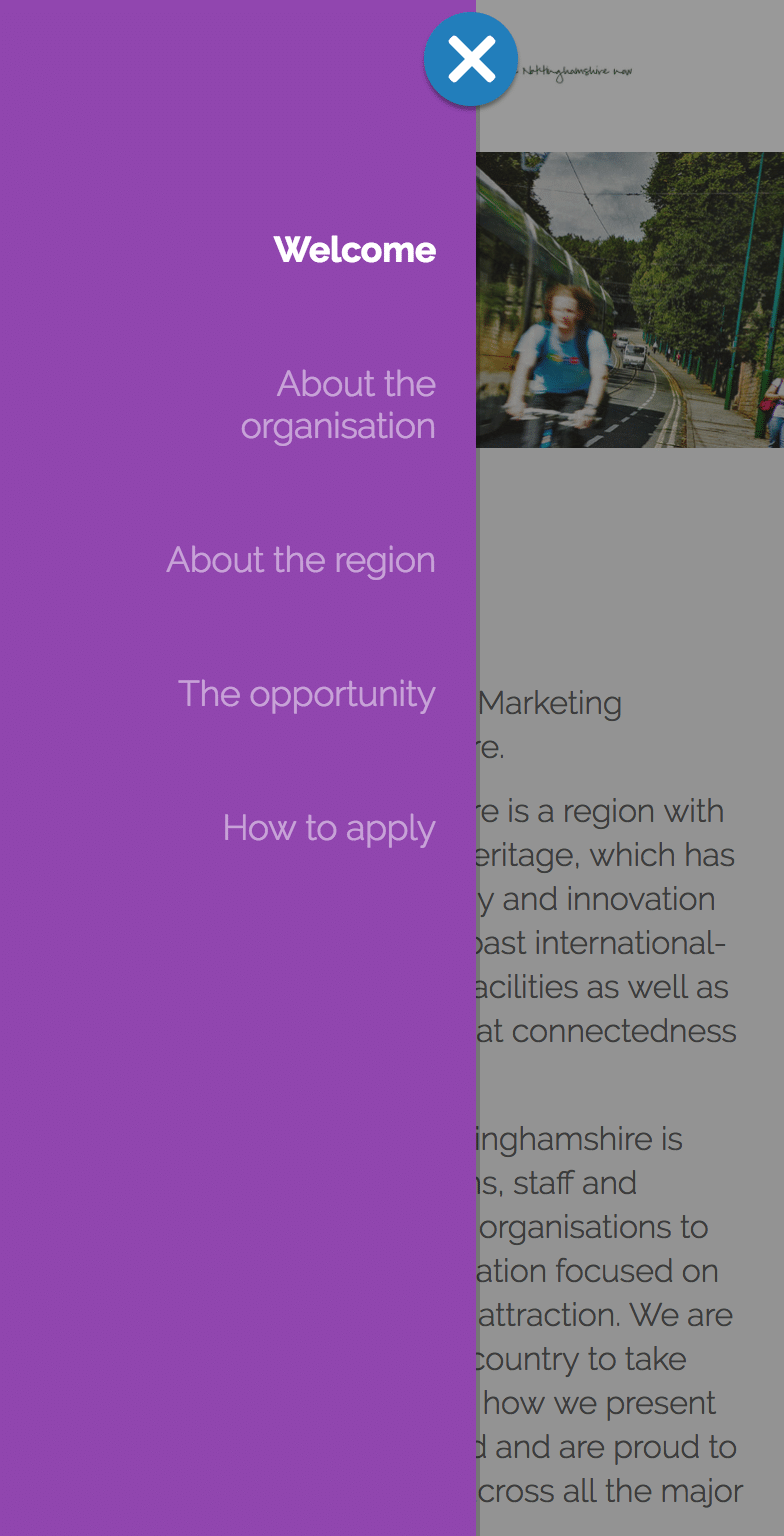 Nottinghamshire now
Welcome
About the
organisation
About the region
The opportunity
How to apply
Marketing
re.
re is a region with
eritage, which has
y and innovation
past international-
acilities as well as
at connectedness
inghamshire is
ns, staff and
organisations to
ation focused on
attraction. We are
country to take
how we present
d and are proud to
cross all the major